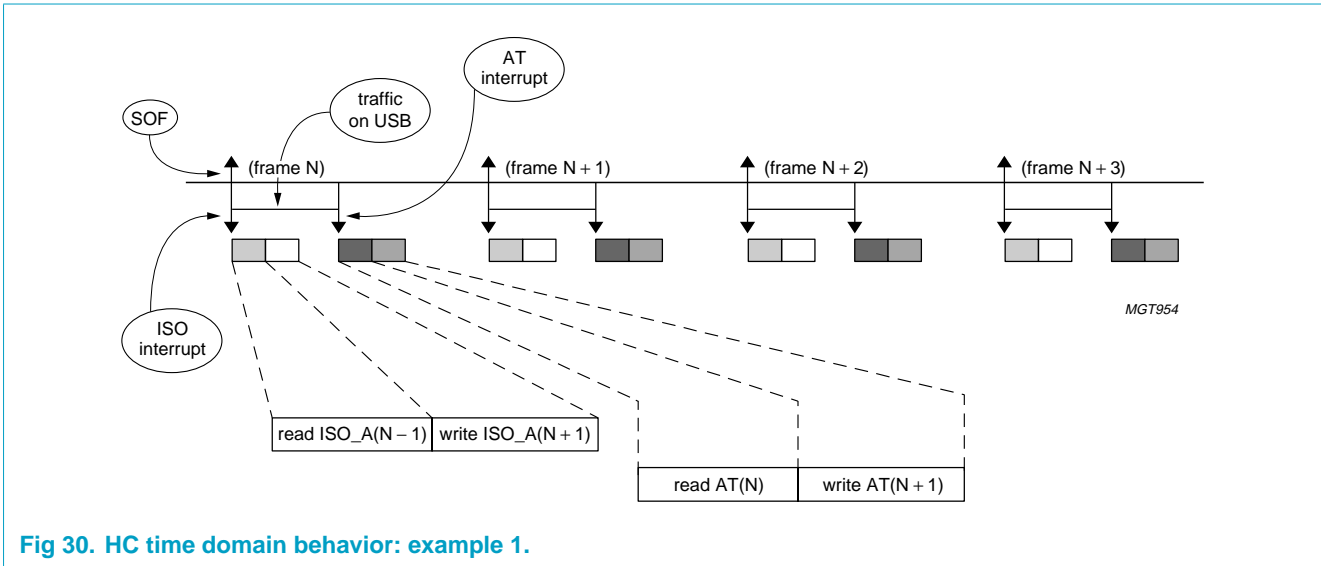 AT
interrupt
traffic
on USB
SOF
(frame N)
(frame N + 1)
(frame N + 2)
(frame N + 3)
MGT954
ISO
interrupt
read ISO_A(N − 1)
write ISO_A(N + 1)
read AT(N)
write AT(N + 1)
Fig 30. HC time domain behavior: example 1.